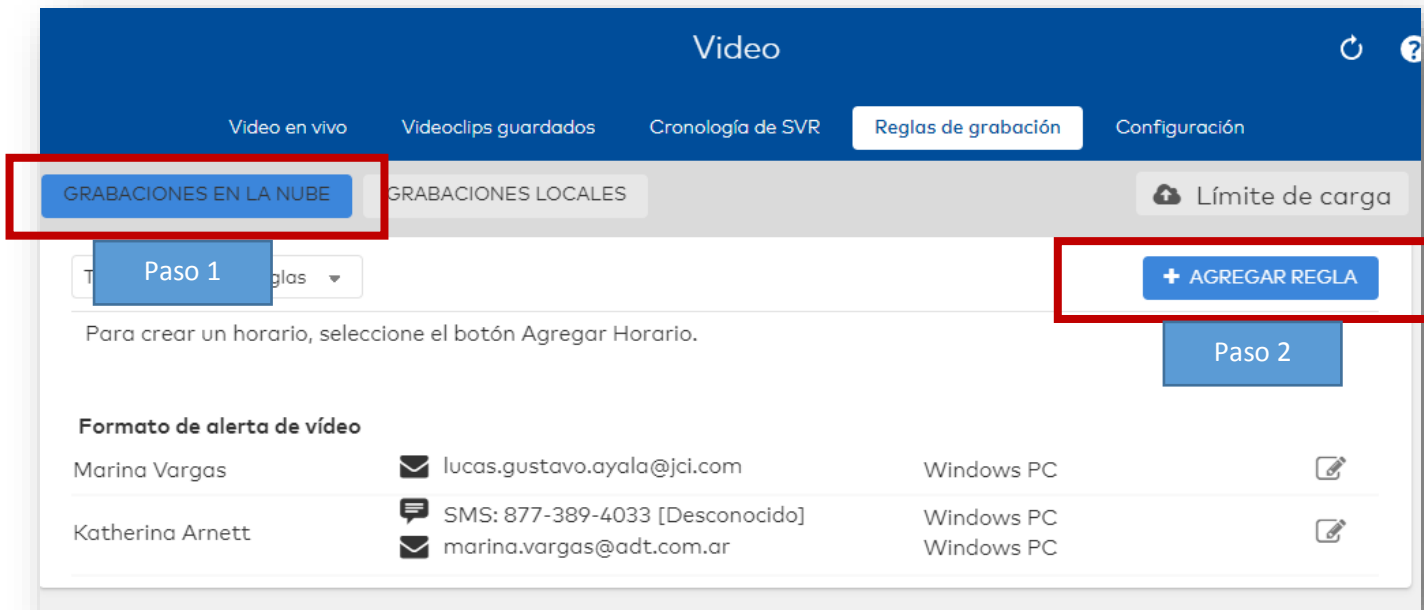 Video
Video en vivo Videoclips guardados Cronología de SVR Reglas de grabación Configuración
GRABACIONES EN LA NUBE GRABACIONES LOCALES Límite de carga
Paso 1
+ AGREGAR REGLA
Para crear un horario, seleccione el botón Agregar Horario.
Paso 2
Formato de alerta de vídeo
Marina Vargas lucas.gustavo.ayala@jci.com Windows PC
Katherina Arnett SMS: 877-389-4033 [Desconocido] Windows PC
marina.vargas@adt.com.ar Windows PC